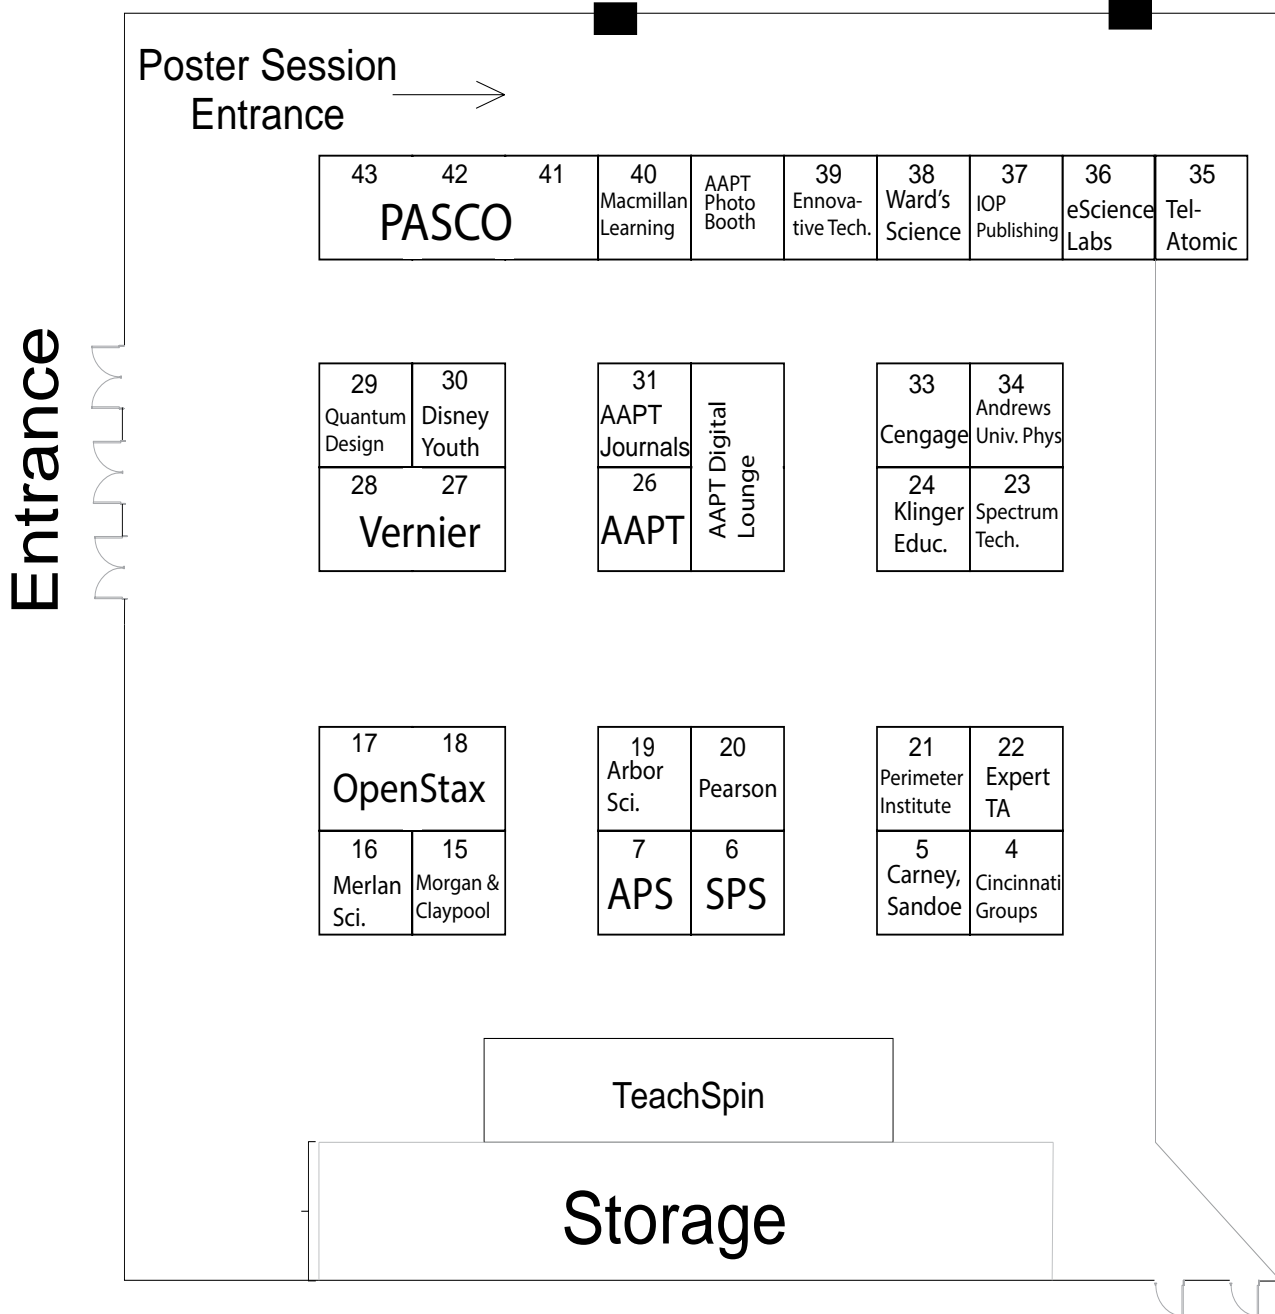 Poster Session
Entrance
43 42 41 40 39 38 37 36 35
PASCO
Macmillan
Learning
AAPT
Photo
Booth
Ennova-
tive Tech.
Ward's
Science
IOP
Publishing
eScience
Labs
Tel-
Atomic
Entrance
29
Quantum
Design
30
Disney
Youth
28 27
Vernier
31
AAPT
Journals
26
AAPT
AAPT Digital
Lounge
33
Cengage
34
Andrews
Univ. Phys
24
Klinger
Educ.
23
Spectrum
Tech.
17 18
OpenStax
16
Merlan
Sci.
15
Morgan &
Claypool
19
Arbor
Sci.
20
Pearson
7
APS
6
SPS
21
Perimeter
Institute
22
Expert
TA
5
Carney,
Sandoe
4
Cincinnati
Groups
TeachSpin
Storage